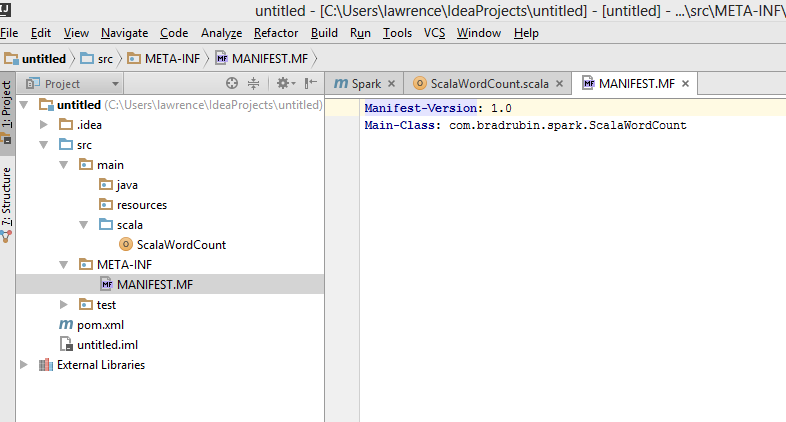 untitled - [C:\Users\lawrence\IdeaProjects\untitled] - [untitled] - ...\src\META-INF\
File Edit View Navigate Code Analyze Refactor Build Run Tools VCS Window Help
untitled src META-INF MANIFEST.MF
1: Project
7: Structure
Project
untitled (C:\Users\lawrence\IdeaProjects\untitled)
.idea
src
main
java
resources
scala
ScalaWordCount
META-INF
MANIFEST.MF
test
pom.xml
untitled.iml
External Libraries
m Spark ScalaWordCount.scala MANIFEST.MF
Manifest-Version: 1.0
Main-Class: com.bradrubin.spark.ScalaWordCount